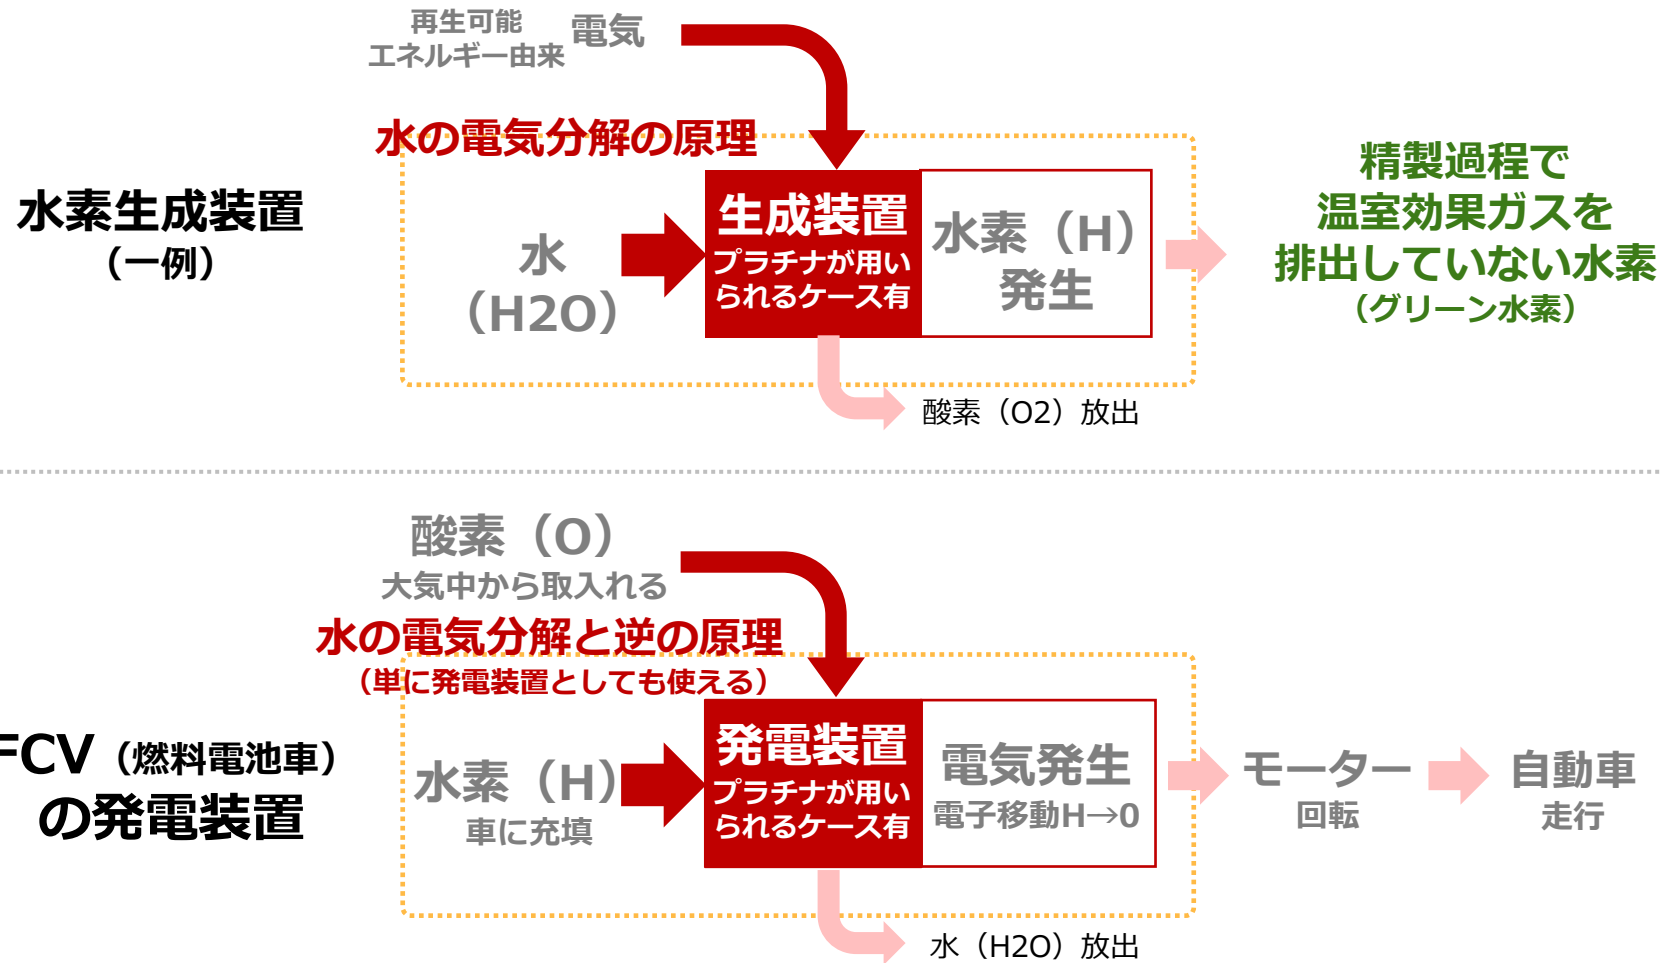 再生可能
エネルギー由来
電気
水の電気分解の原理
水素生成装置
（一例）
水
（H2O）
生成装置
プラチナが用い
られるケース有
水素（H）
発生
精製過程で
温室効果ガスを
排出していない水素
（グリーン水素）
酸素（O2）放出
酸素（O）
大気中から取入れる
水の電気分解と逆の原理
（単に発電装置としても使える）
FCV（燃料電池車）
の発電装置
水素（H）
車に充填
発電装置
プラチナが用い
られるケース有
電気発生
電子移動H→0
モーター
回転
自動車
走行
水（H2O）放出